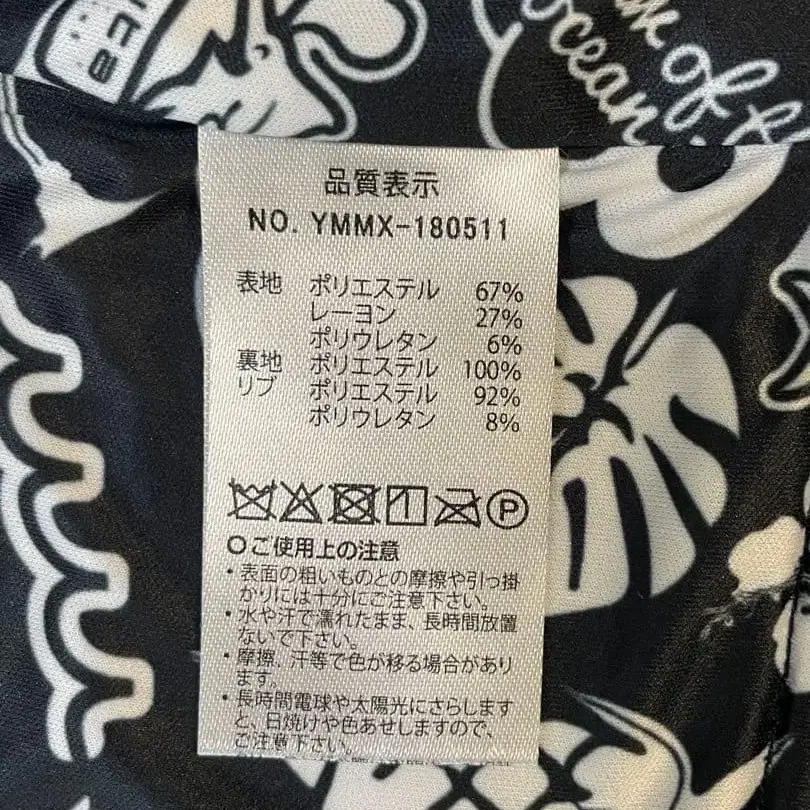 of
ocean
品質表示
NO. YMMX-180511
表地 ポリエステル 67%
レーヨン 27%
ポリウレタン 6%
裏地 ポリエステル 100%
リブ ポリエステル 92%
ポリウレタン 8%
P
○ご使用上の注意
・表面の粗いものとの摩擦や引っ掛
かりには十分にご注意下さい。
・水や汗で濡れたまま、長時間放置
ないで下さい。
・摩擦、汗等で色が移る場合があり
ます。
・長時間電球や太陽光にさらします
と、日焼けや色あせしますので、
ご注意下さい。